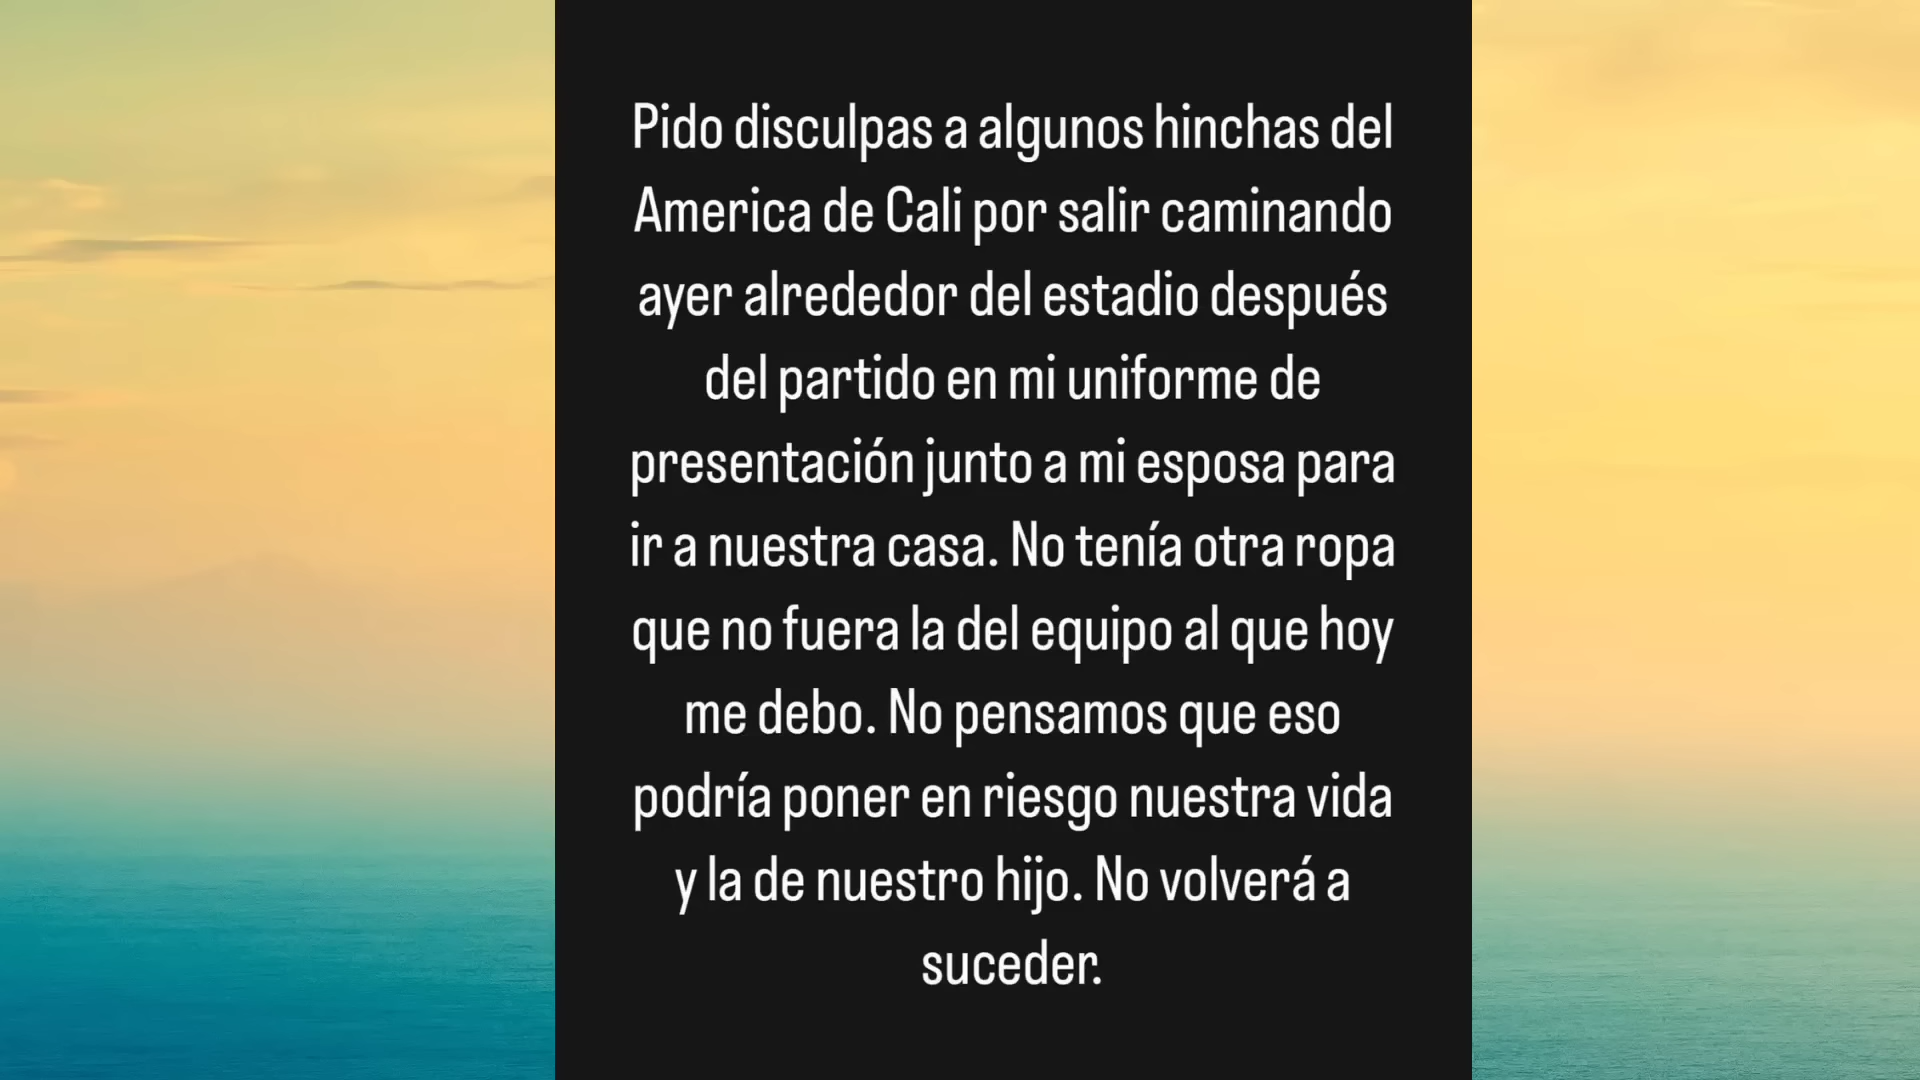 Pido disculpas a algunos hinchas del
America de Cali por salir caminando
ayer alrededor del estadio después
del partido en mi uniforme de
presentación junto a mi esposa para
ir a nuestra casa. No tenía otra ropa
que no fuera la del equipo al que hoy
me debo. No pensamos que eso
podría poner en riesgo nuestra vida
y la de nuestro hijo. No volverá a
suceder.